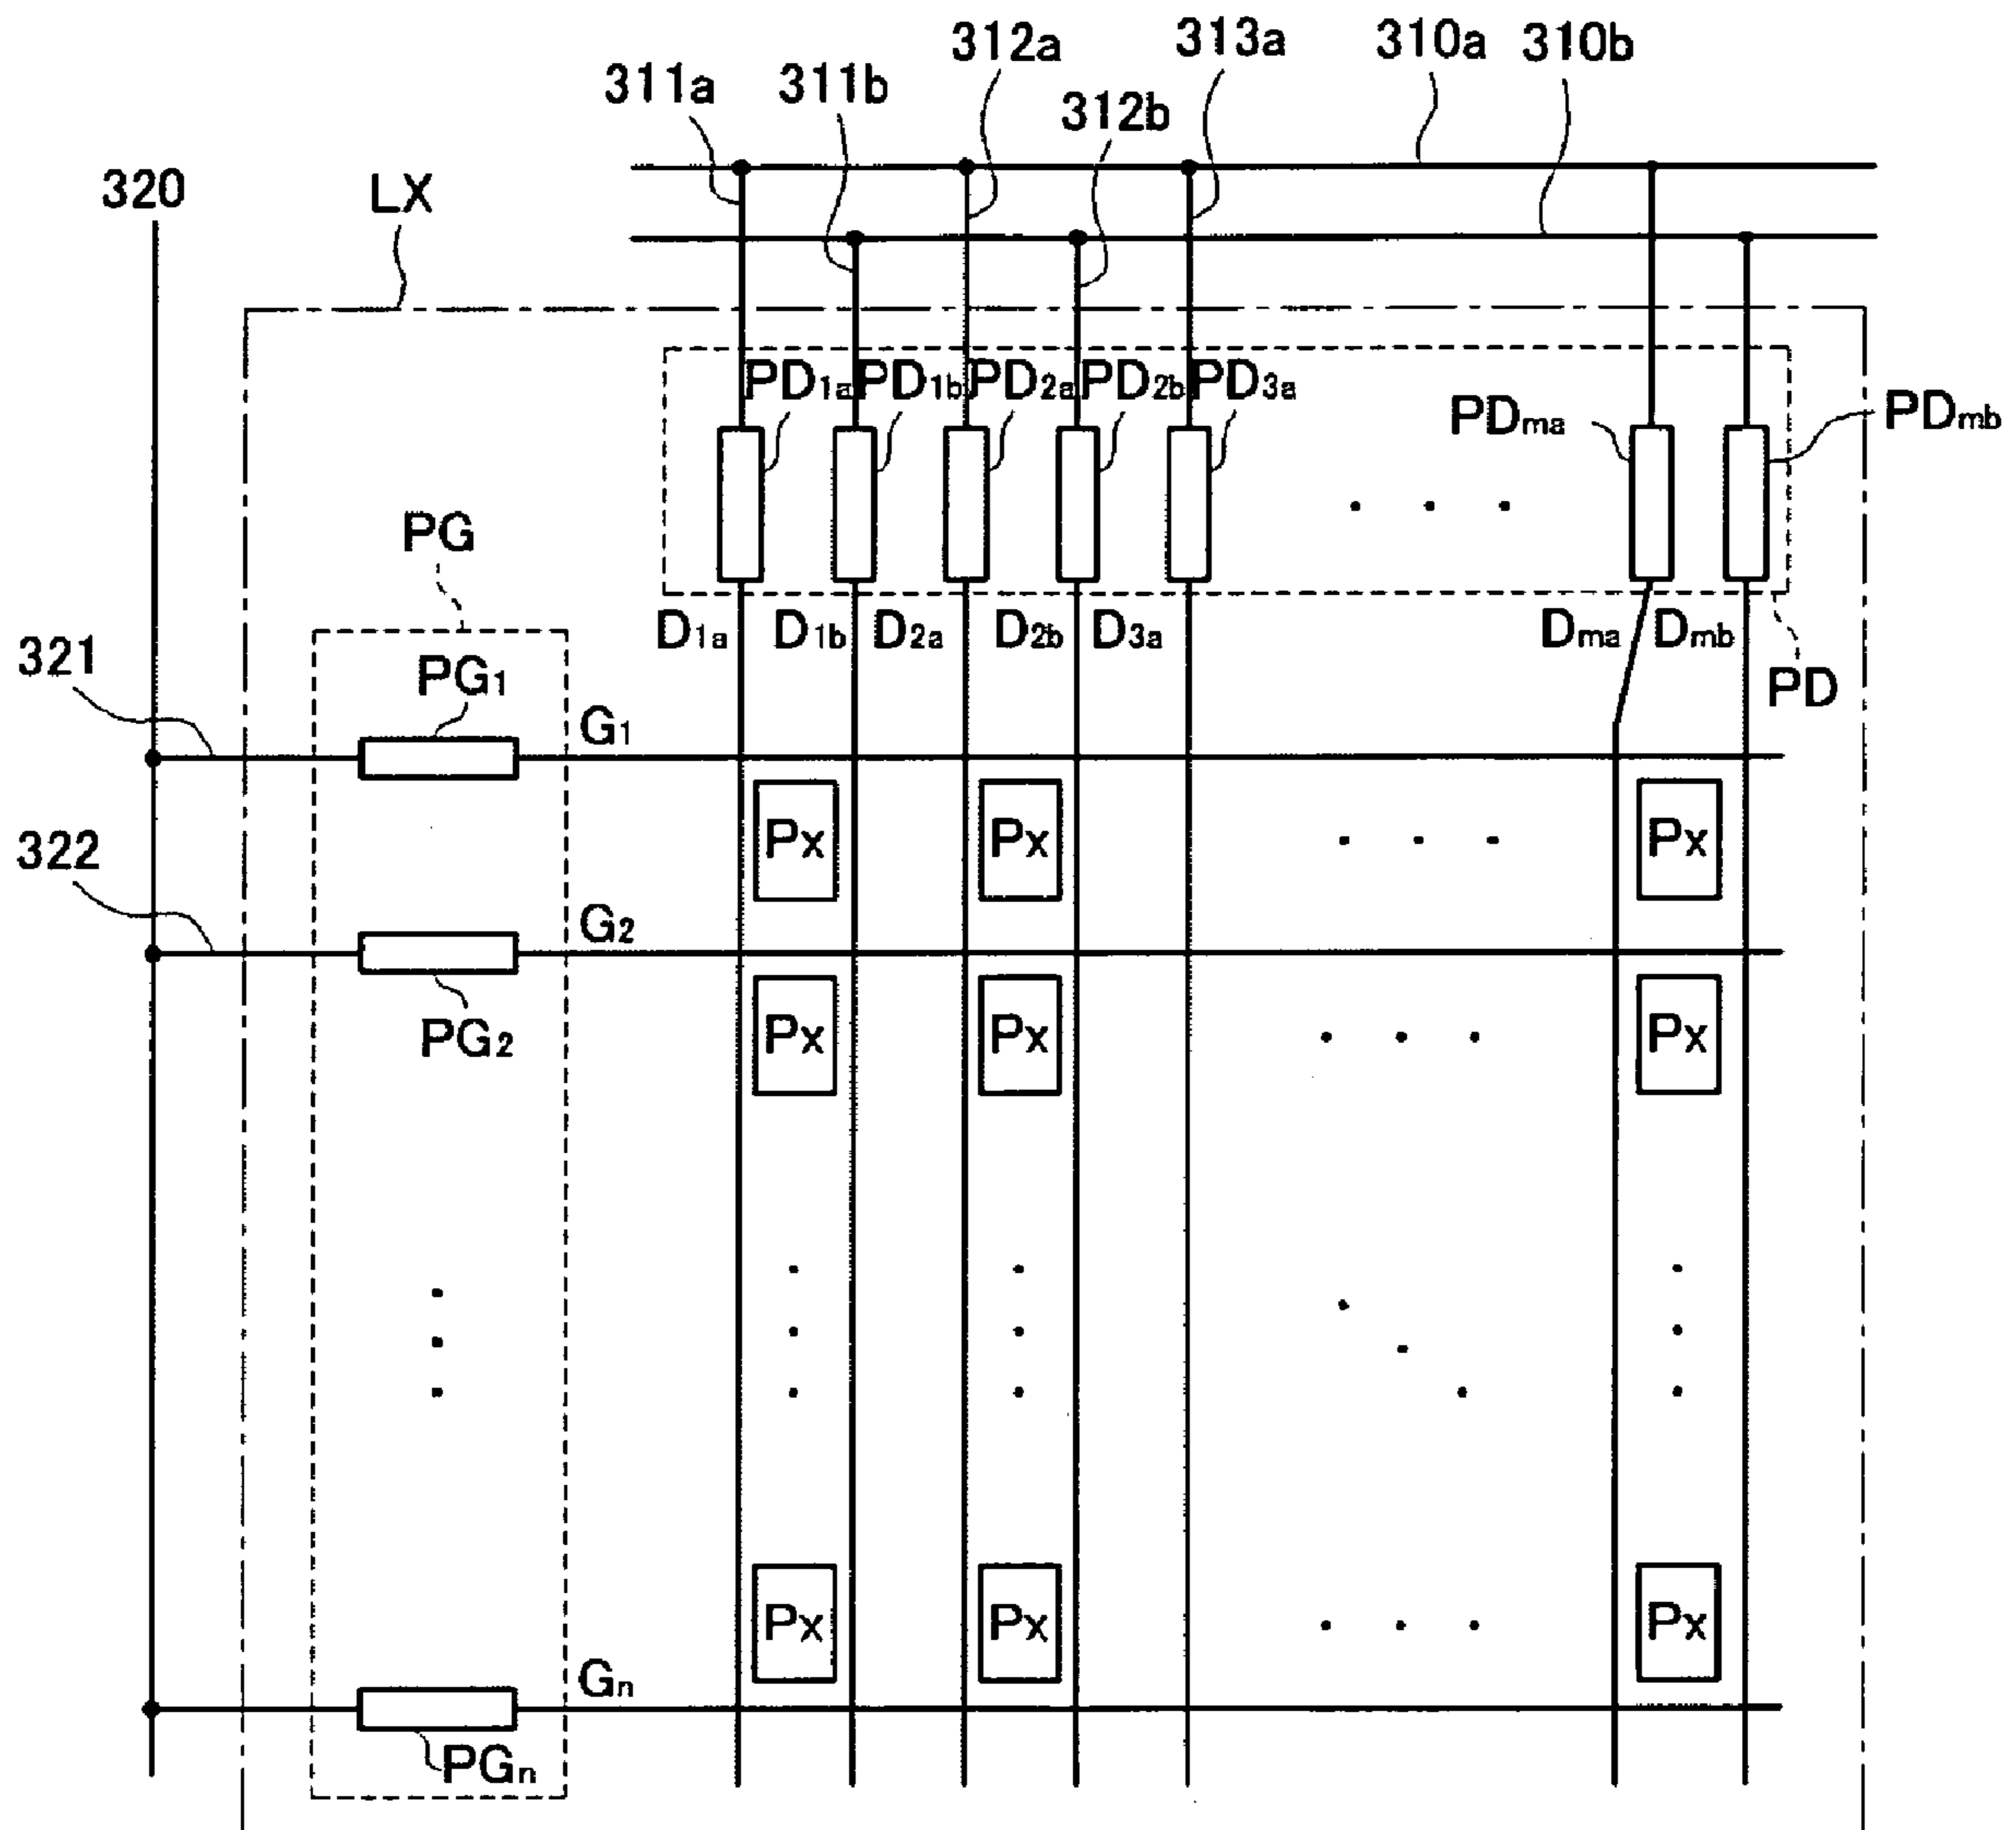 312a 313a 310a 310b
311a 311b 312b
320 LX
PD1a PD1b PD2a PD2b PD3a PDma PDmb
PG
D1a D1b D2a D2b D3a Dma Dmb
PD
321 PG1 G1
Px Px Px
322 G2
PG2 Px Px Px
Px Px Px
Gn
PGn